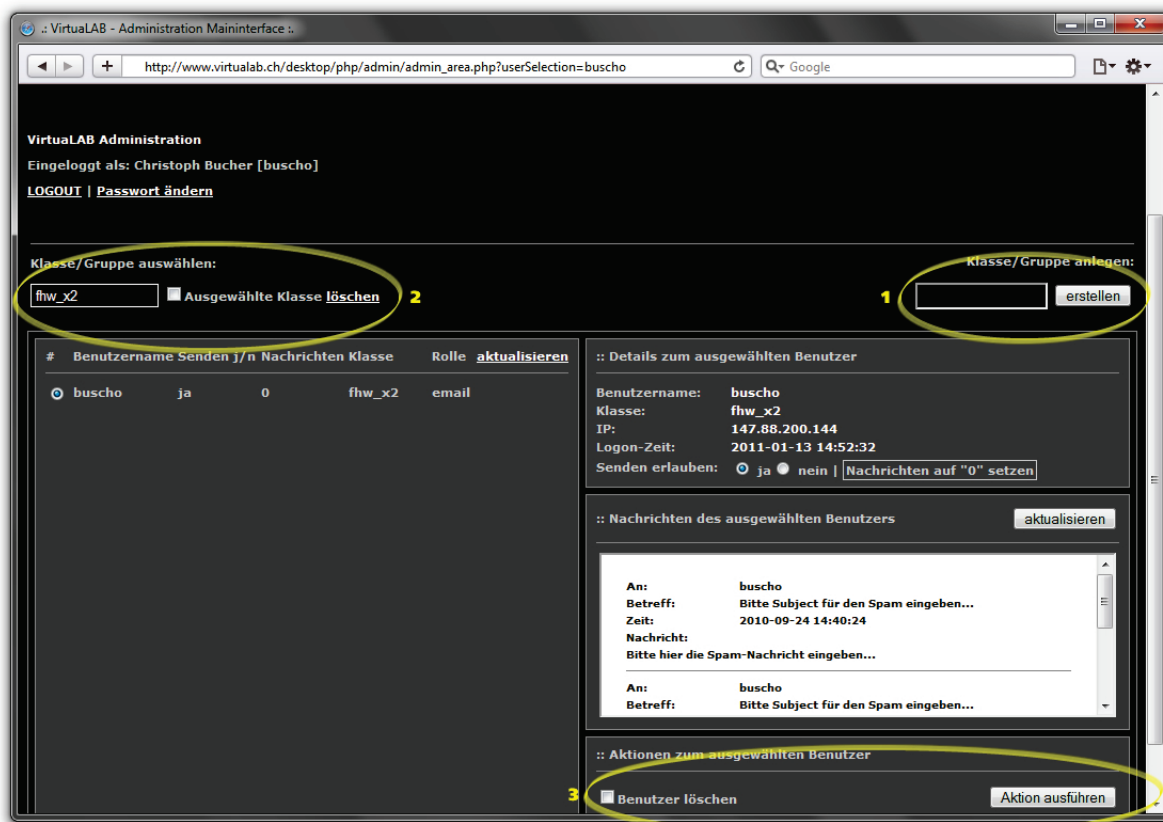 .: VirtuaLAB - Administration Maininterface :.
http://www.virtualab.ch/desktop/php/admin/admin_area.php?userSelection=buscho
Google
VirtuaLAB Administration
Eingeloggt als: Christoph Bucher [buscho]
LOGOUT | Passwort ändern
Klasse/Gruppe auswählen:
Klasse/Gruppe anlegen:
fhw_x2 Ausgewählte Klasse löschen 2
1 erstellen
# Benutzername Senden j/n Nachrichten Klasse Rolle aktualisieren
buscho ja 0 fhw_x2 email
:: Details zum ausgewählten Benutzer
Benutzername: buscho
Klasse: fhw_x2
IP: 147.88.200.144
Logon-Zeit: 2011-01-13 14:52:32
Senden erlauben: ja nein | Nachrichten auf "0" setzen
:: Nachrichten des ausgewählten Benutzers aktualisieren
An: buscho
Betreff: Bitte Subject für den Spam eingeben...
Zeit: 2010-09-24 14:40:24
Nachricht:
Bitte hier die Spam-Nachricht eingeben...
An: buscho
Betreff: Bitte Subject für den Spam eingeben...
:: Aktionen zum ausgewählten Benutzer
3 Benutzer löschen Aktion ausführen